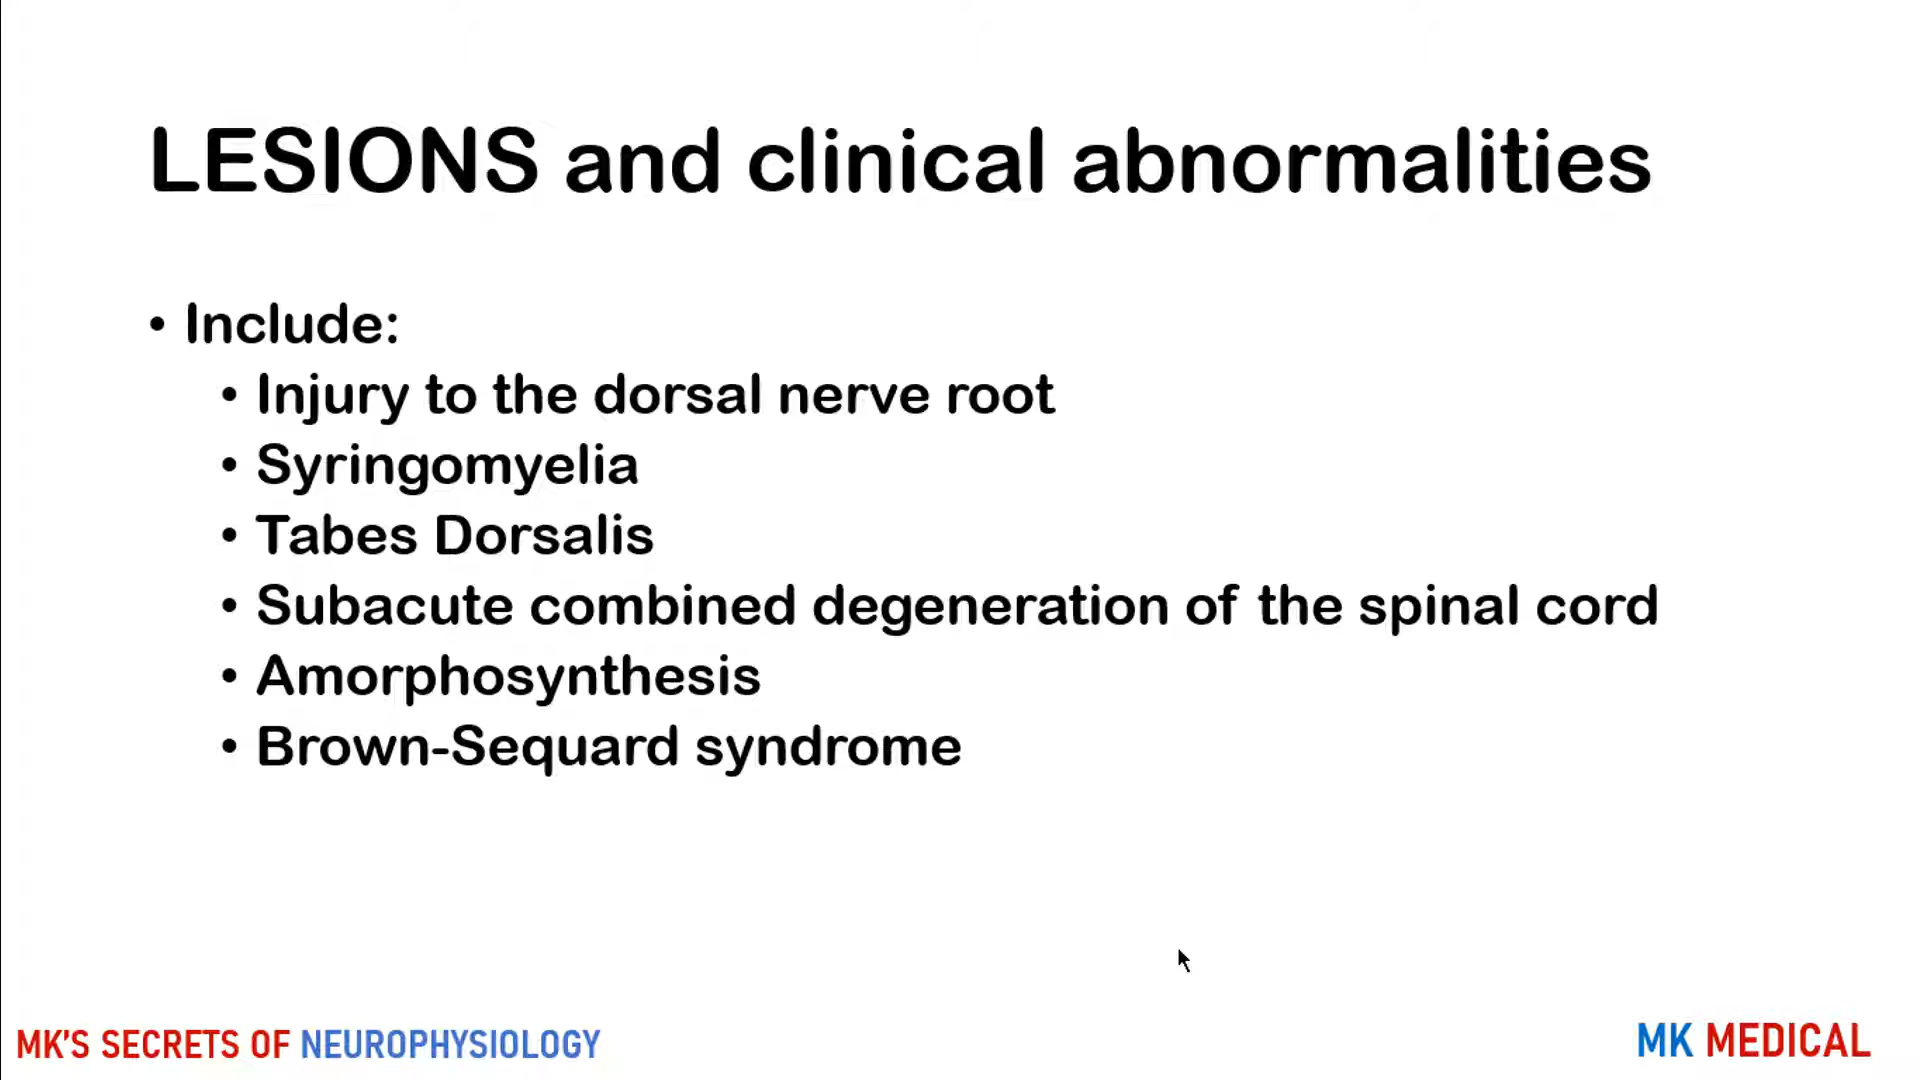 LESIONS and clinical abnormalities
• Include:
• Injury to the dorsal nerve root
• Syringomyelia
• Tabes Dorsalis
• Subacute combined degeneration of the spinal cord
• Amorphosynthesis
• Brown-Sequard syndrome
MK'S SECRETS OF NEUROPHYSIOLOGY
MK MEDICAL